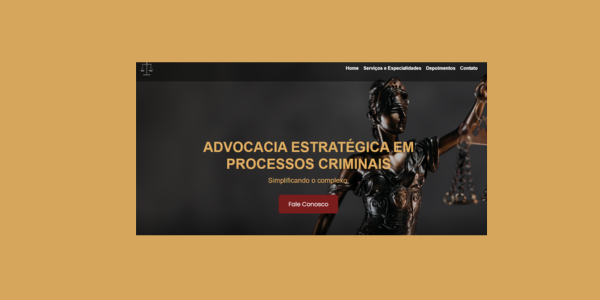 Home Serviços e Especialidades Depoimentos Contato
ADVOCACIA ESTRATÉGICA EM
PROCESSOS CRIMINAIS
Simplificando o complexo.
Fale Conosco